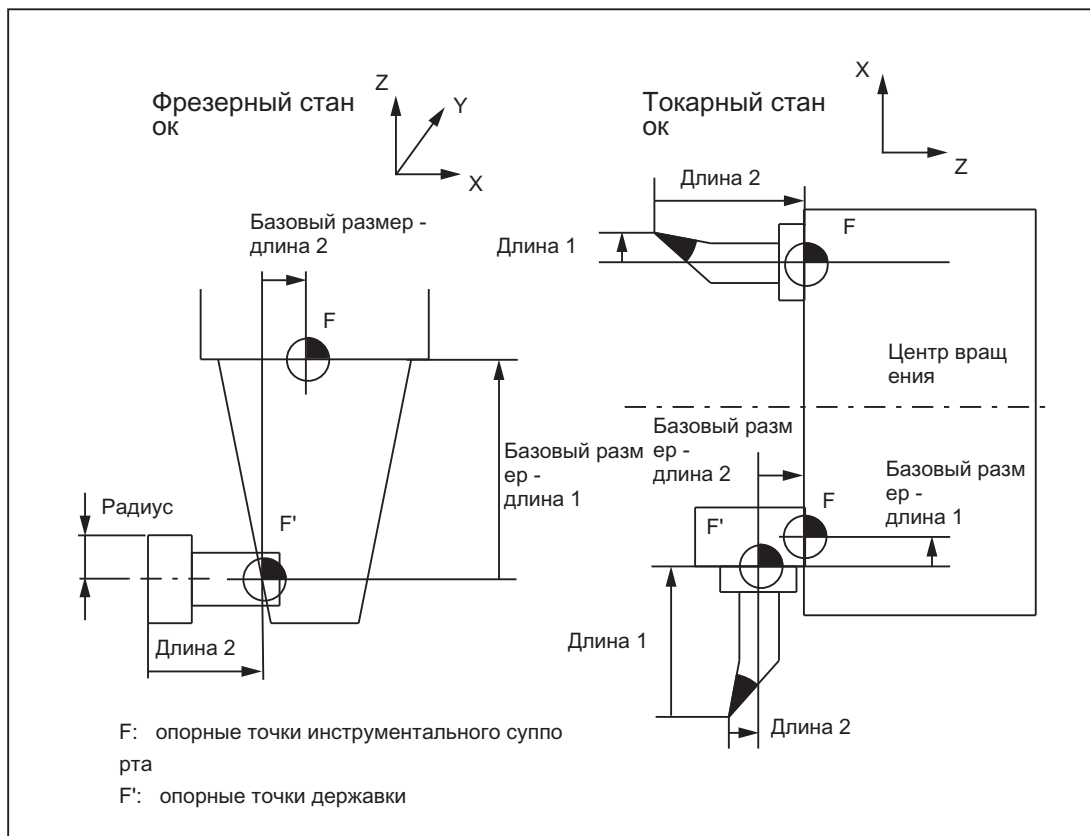 Фрезерный стан
ок
Z
Y
X
Базовый размер -
длина 2
F
Базовый разм
ер -
длина 1
Радиус
F'
Длина 2
F: опорные точки инструментального суппо
рта
F': опорные точки державки
Токарный стан
ок
X
Z
Длина 2
F
Длина 1
Центр вращ
ения
Базовый разм
ер -
длина 2
Базовый разм
ер -
длина 1
F
F'
Длина 1
Длина 2